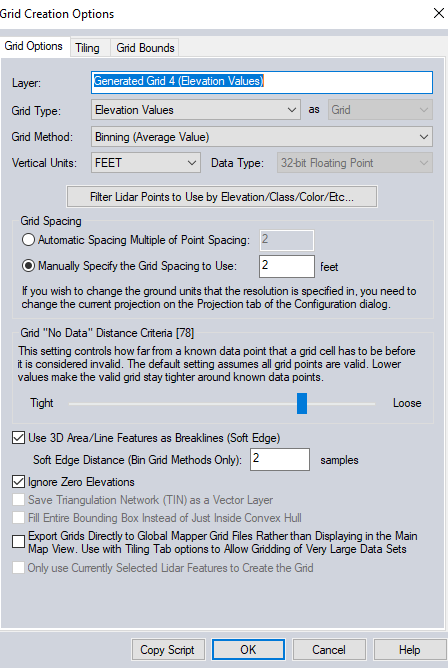 Grid Creation Options
Grid Options Tiling Grid Bounds
Layer: Generated Grid 4 (Elevation Values)
Grid Type: Elevation Values as Grid
Grid Method: Binning (Average Value)
Vertical Units: FEET Data Type: 32-bit Floating Point
Filter Lidar Points to Use by Elevation/Class/Color/Etc...
Grid Spacing
Automatic Spacing Multiple of Point Spacing: 2
Manually Specify the Grid Spacing to Use: 2 feet
If you wish to change the ground units that the resolution is specified in, you need to
change the current projection on the Projection tab of the Configuration dialog.
Grid "No Data" Distance Criteria [78]
This setting controls how far from a known data point that a grid cell has to be before
it is considered invalid. The default setting assumes all grid points are valid. Lower
values make the valid grid stay tighter around known data points.
Tight Loose
Use 3D Area/Line Features as Breaklines (Soft Edge)
Soft Edge Distance (Bin Grid Methods Only): 2 samples
Ignore Zero Elevations
Save Triangulation Network (TIN) as a Vector Layer
Fill Entire Bounding Box Instead of Just Inside Convex Hull
Export Grids Directly to Global Mapper Grid Files Rather than Displaying in the Main
Map View. Use with Tiling Tab options to Allow Gridding of Very Large Data Sets
Only use Currently Selected Lidar Features to Create the Grid
Copy Script OK Cancel Help